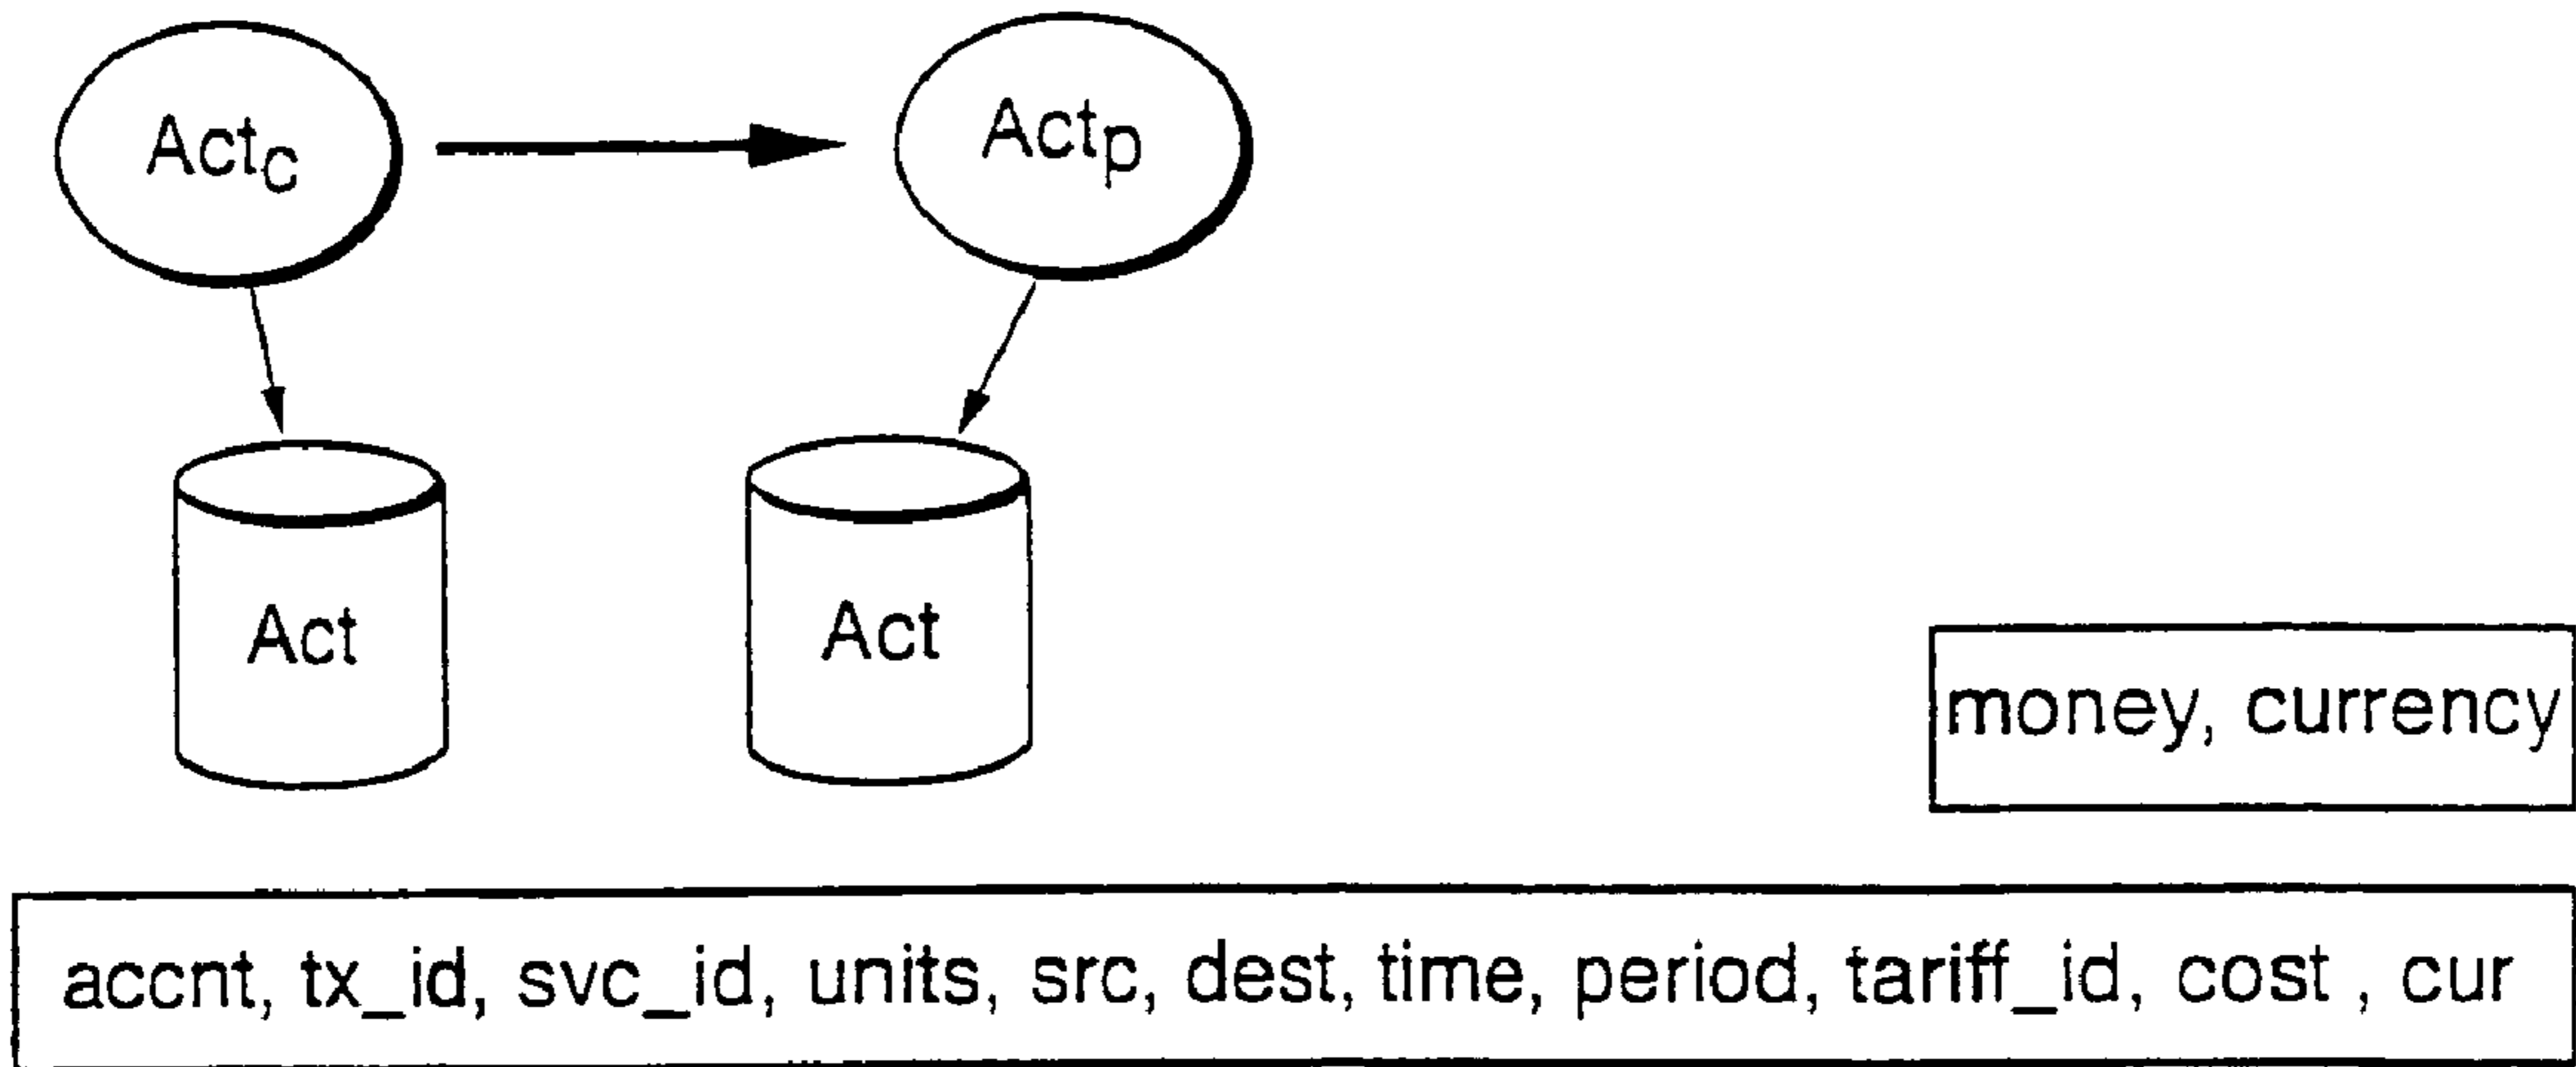 Actc
Actp
Act
Act
money, currency
accnt, tx_id, svc_id, units, src, dest, time, period, tariff_id, cost , cur